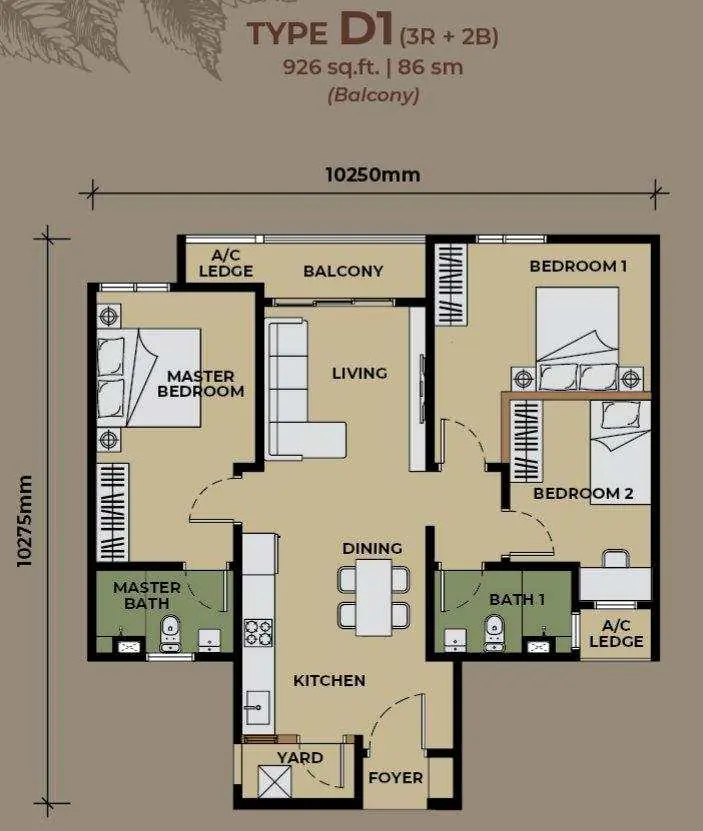 TYPE D1 (3R + 2B)
926 sq.ft. | 86 sm
(Balcony)
10250mm
10275mm
A/C
LEDGE
BALCONY
BEDROOM 1
MASTER
BEDROOM
LIVING
BEDROOM 2
DINING
MASTER
BATH
BATH 1
A/C
LEDGE
KITCHEN
YARD
FOYER